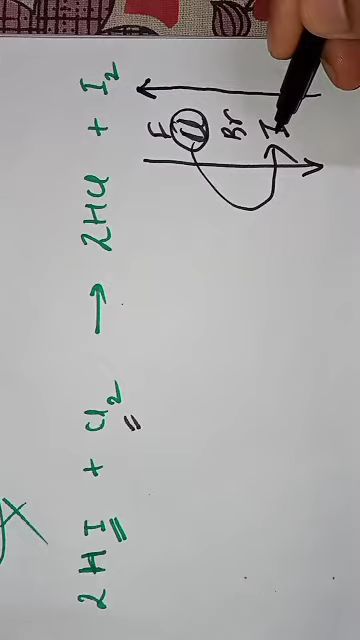 2HI + Cl₂ → 2HCl + I₂
F
Cl
Br
I